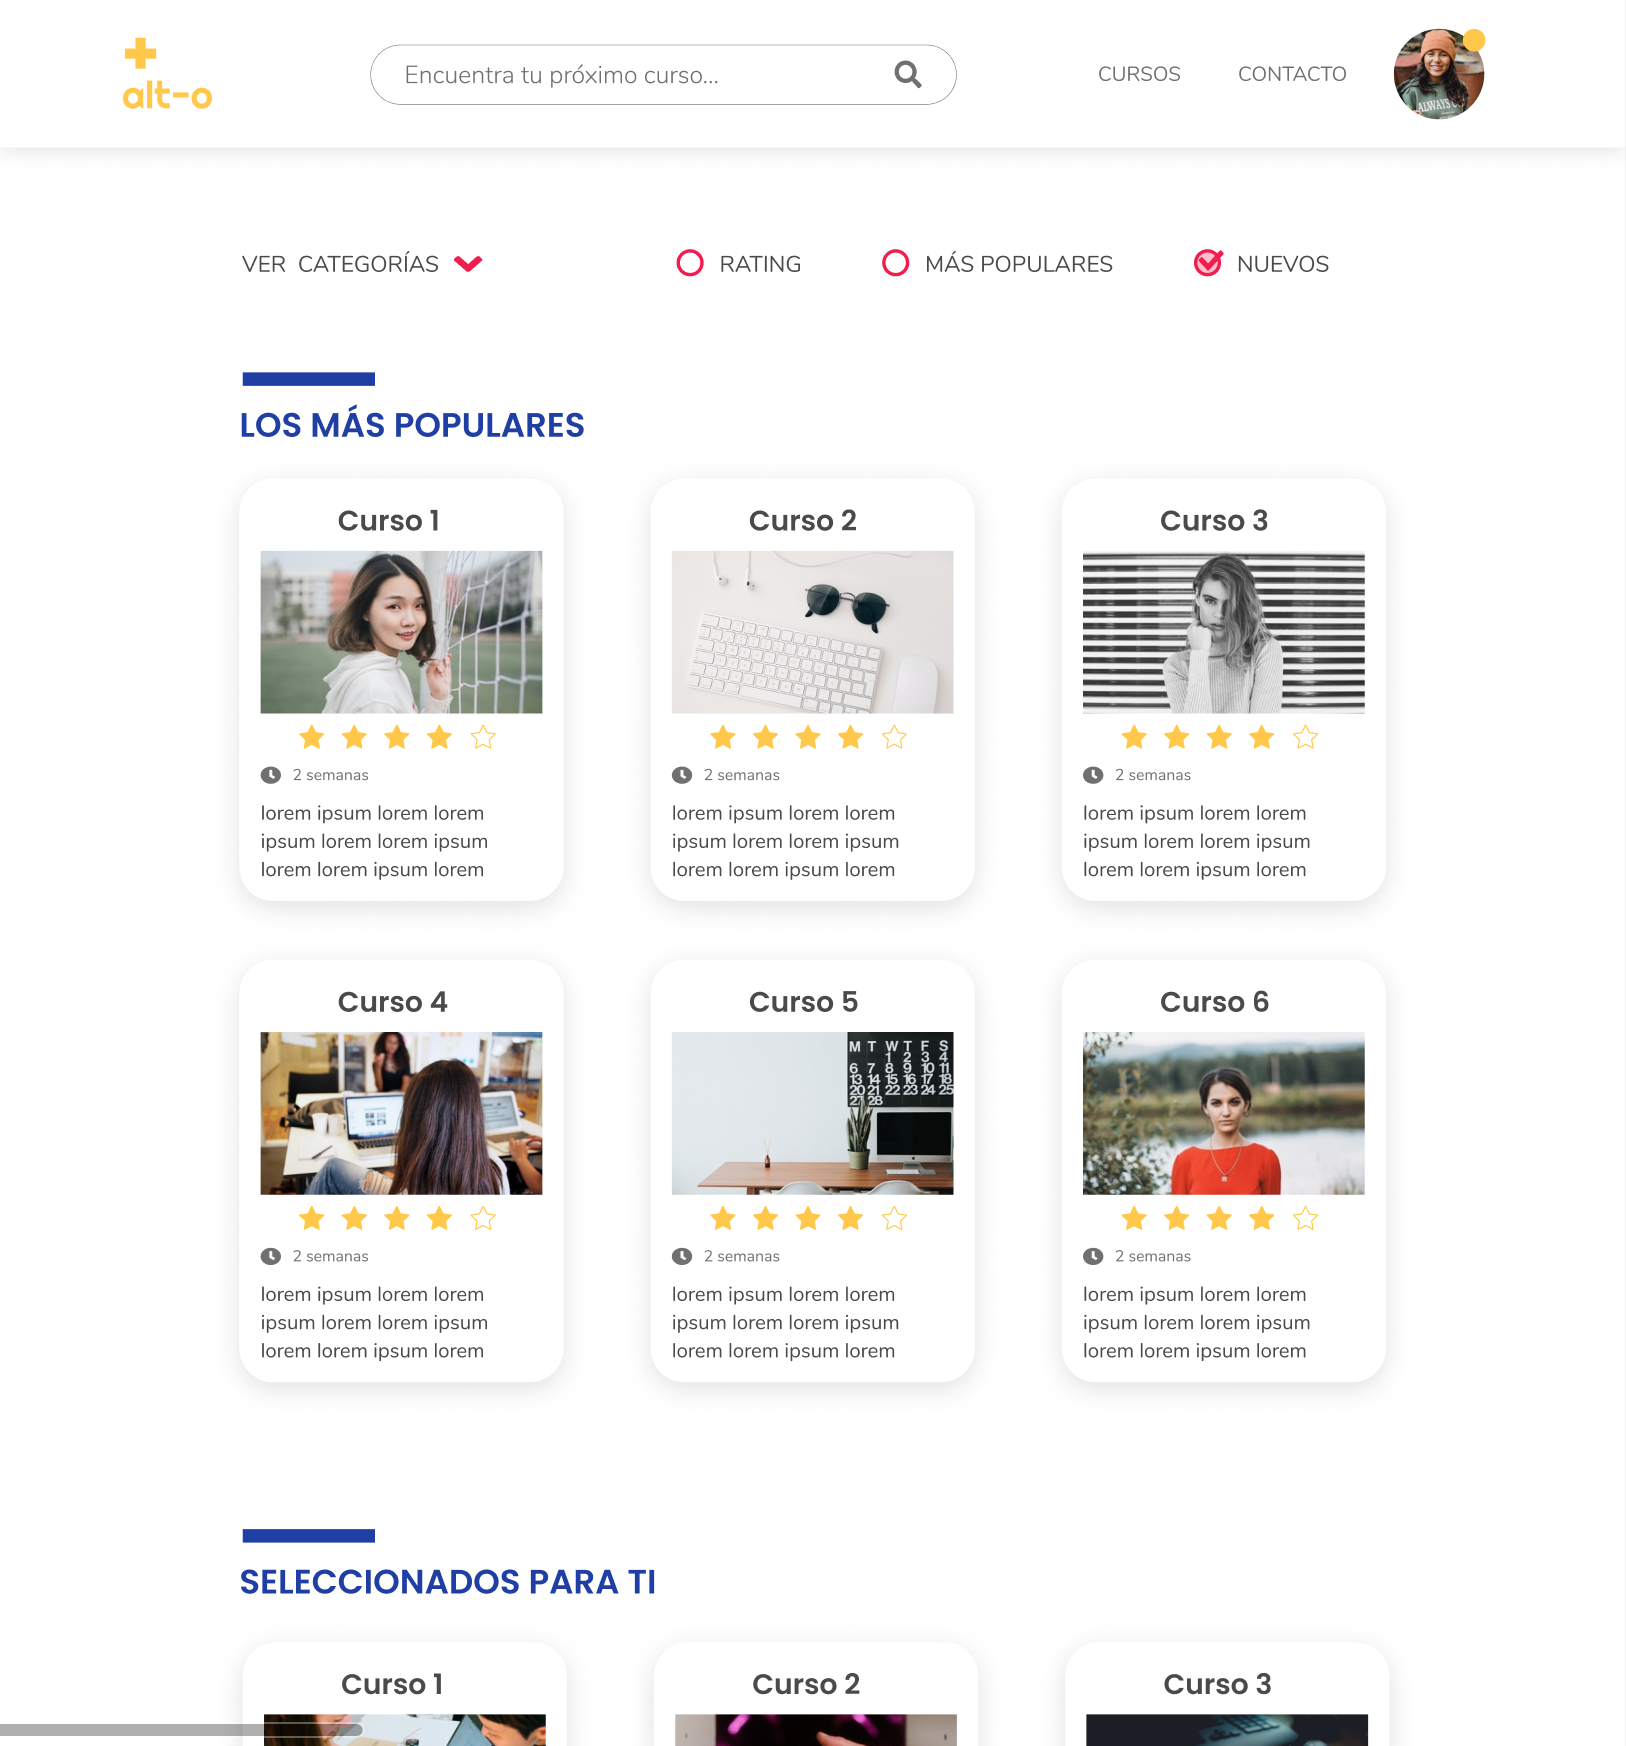 alt-o
Encuentra tu próximo curso...
CURSOS
CONTACTO
ALWAYS
VER CATEGORÍAS
RATING
MÁS POPULARES
NUEVOS
LOS MÁS POPULARES
Curso 1
2 semanas
lorem ipsum lorem lorem
ipsum lorem lorem ipsum
lorem lorem ipsum lorem
Curso 2
2 semanas
lorem ipsum lorem lorem
ipsum lorem lorem ipsum
lorem lorem ipsum lorem
Curso 3
2 semanas
lorem ipsum lorem lorem
ipsum lorem lorem ipsum
lorem lorem ipsum lorem
Curso 4
2 semanas
lorem ipsum lorem lorem
ipsum lorem lorem ipsum
lorem lorem ipsum lorem
Curso 5
M T W T F S
1 2 3 4
6 7 8 9 10 11
13 14 15 16 17 18
20 21 22 23 24 25
27 28
2 semanas
lorem ipsum lorem lorem
ipsum lorem lorem ipsum
lorem lorem ipsum lorem
Curso 6
2 semanas
lorem ipsum lorem lorem
ipsum lorem lorem ipsum
lorem lorem ipsum lorem
SELECCIONADOS PARA TI
Curso 1
Curso 2
Curso 3